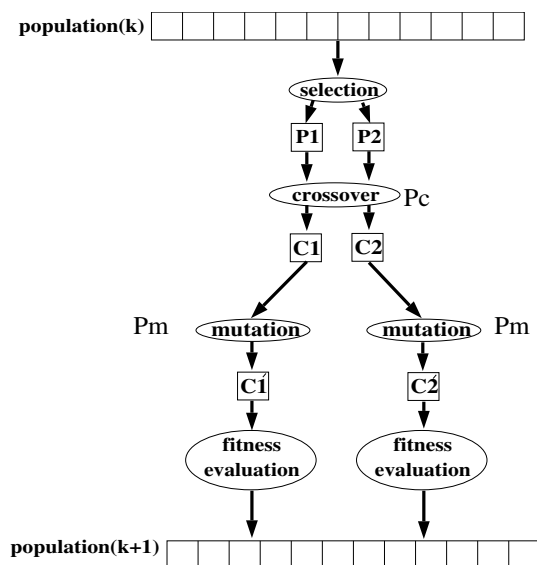 population(k)
selection
P1 P2
crossover Pc
C1 C2
Pm mutation mutation Pm
C1́ C2́
fitness fitness
evaluation evaluation
population(k+1)